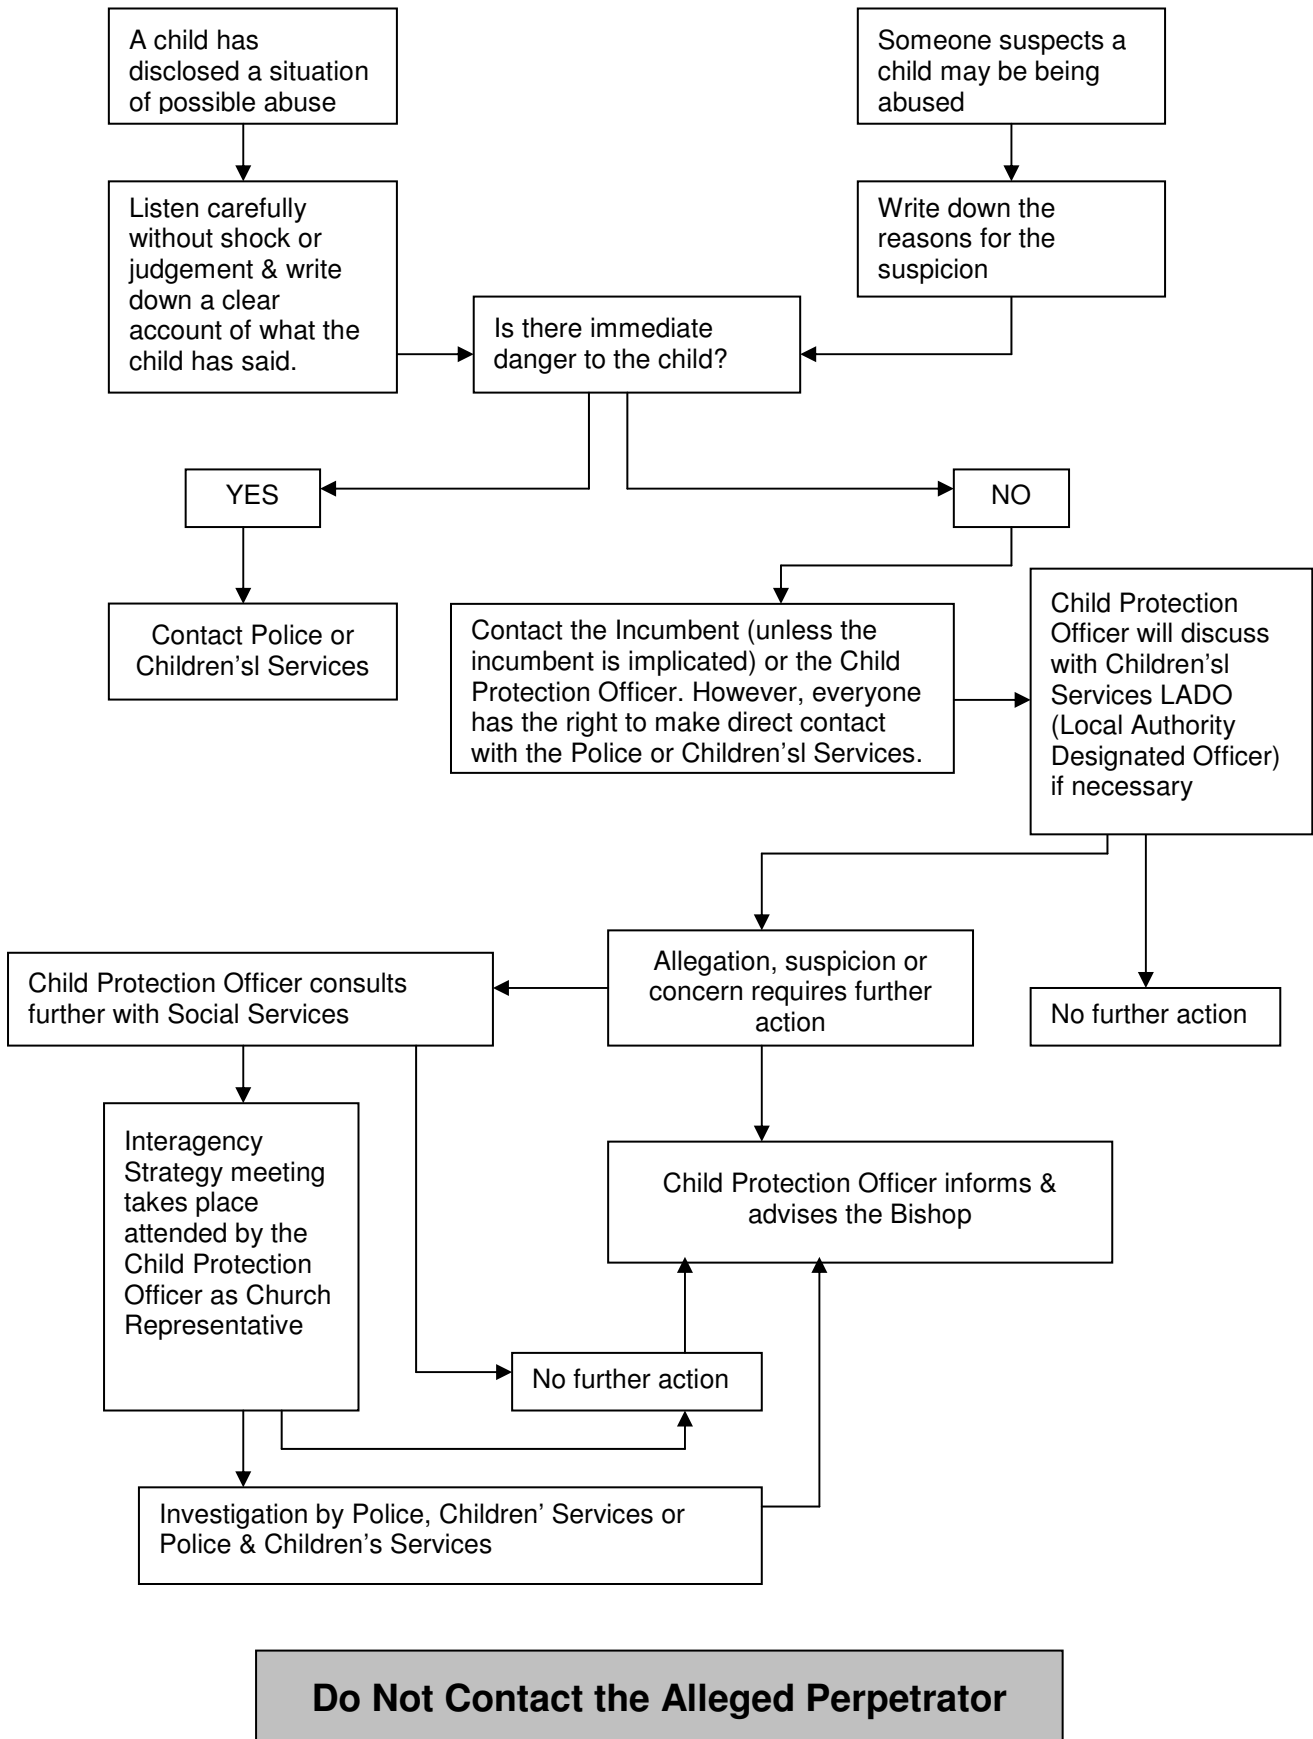 A child has
disclosed a situation
of possible abuse
Someone suspects a
child may be being
abused
Listen carefully
without shock or
judgement & write
down a clear
account of what the
child has said.
Write down the
reasons for the
suspicion
Is there immediate
danger to the child?
YES
NO
Contact Police or
Children'sl Services
Contact the Incumbent (unless the
incumbent is implicated) or the Child
Protection Officer. However, everyone
has the right to make direct contact
with the Police or Children'sl Services.
Child Protection
Officer will discuss
with Children'sl
Services LADO
(Local Authority
Designated Officer)
if necessary
Allegation, suspicion or
concern requires further
action
Child Protection Officer consults
further with Social Services
No further action
Interagency
Strategy meeting
takes place
attended by the
Child Protection
Officer as Church
Representative
Child Protection Officer informs &
advises the Bishop
No further action
Investigation by Police, Children' Services or
Police & Children's Services
Do Not Contact the Alleged Perpetrator